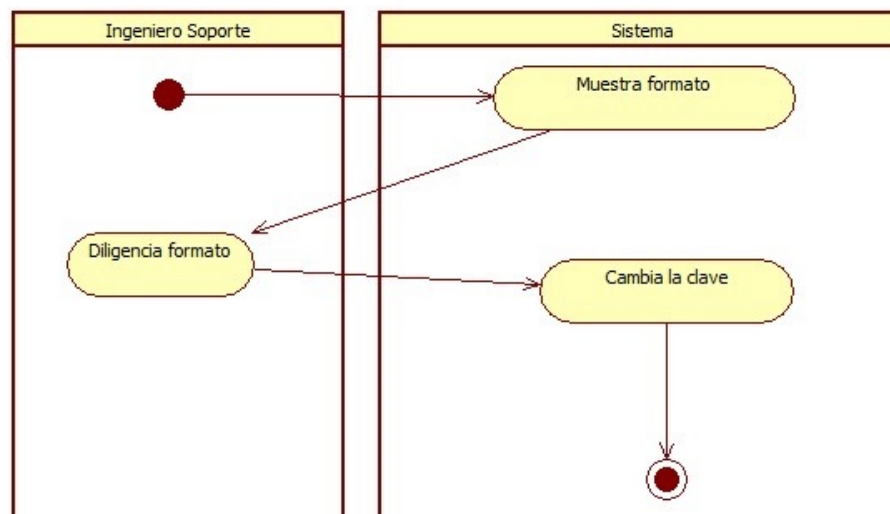 Ingeniero Soporte
Sistema
Muestra formato
Diligencia formato
Cambia la clave